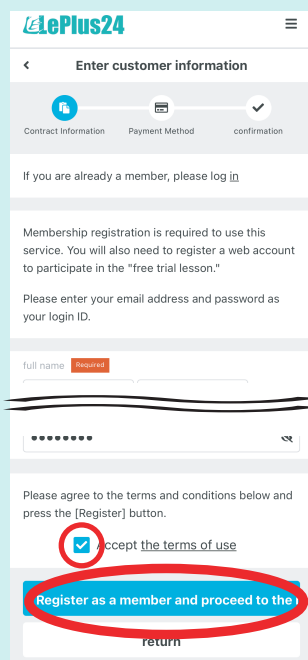 LePlus24
Enter customer information
Contract Information
Payment Method
confirmation
If you are already a member, please log in
Membership registration is required to use this
service. You will also need to register a web account
to participate in the "free trial lesson."
Please enter your email address and password as
your login ID.
full name Required
Please agree to the terms and conditions below and
press the [Register] button.
Accept the terms of use
Register as a member and proceed to the
return